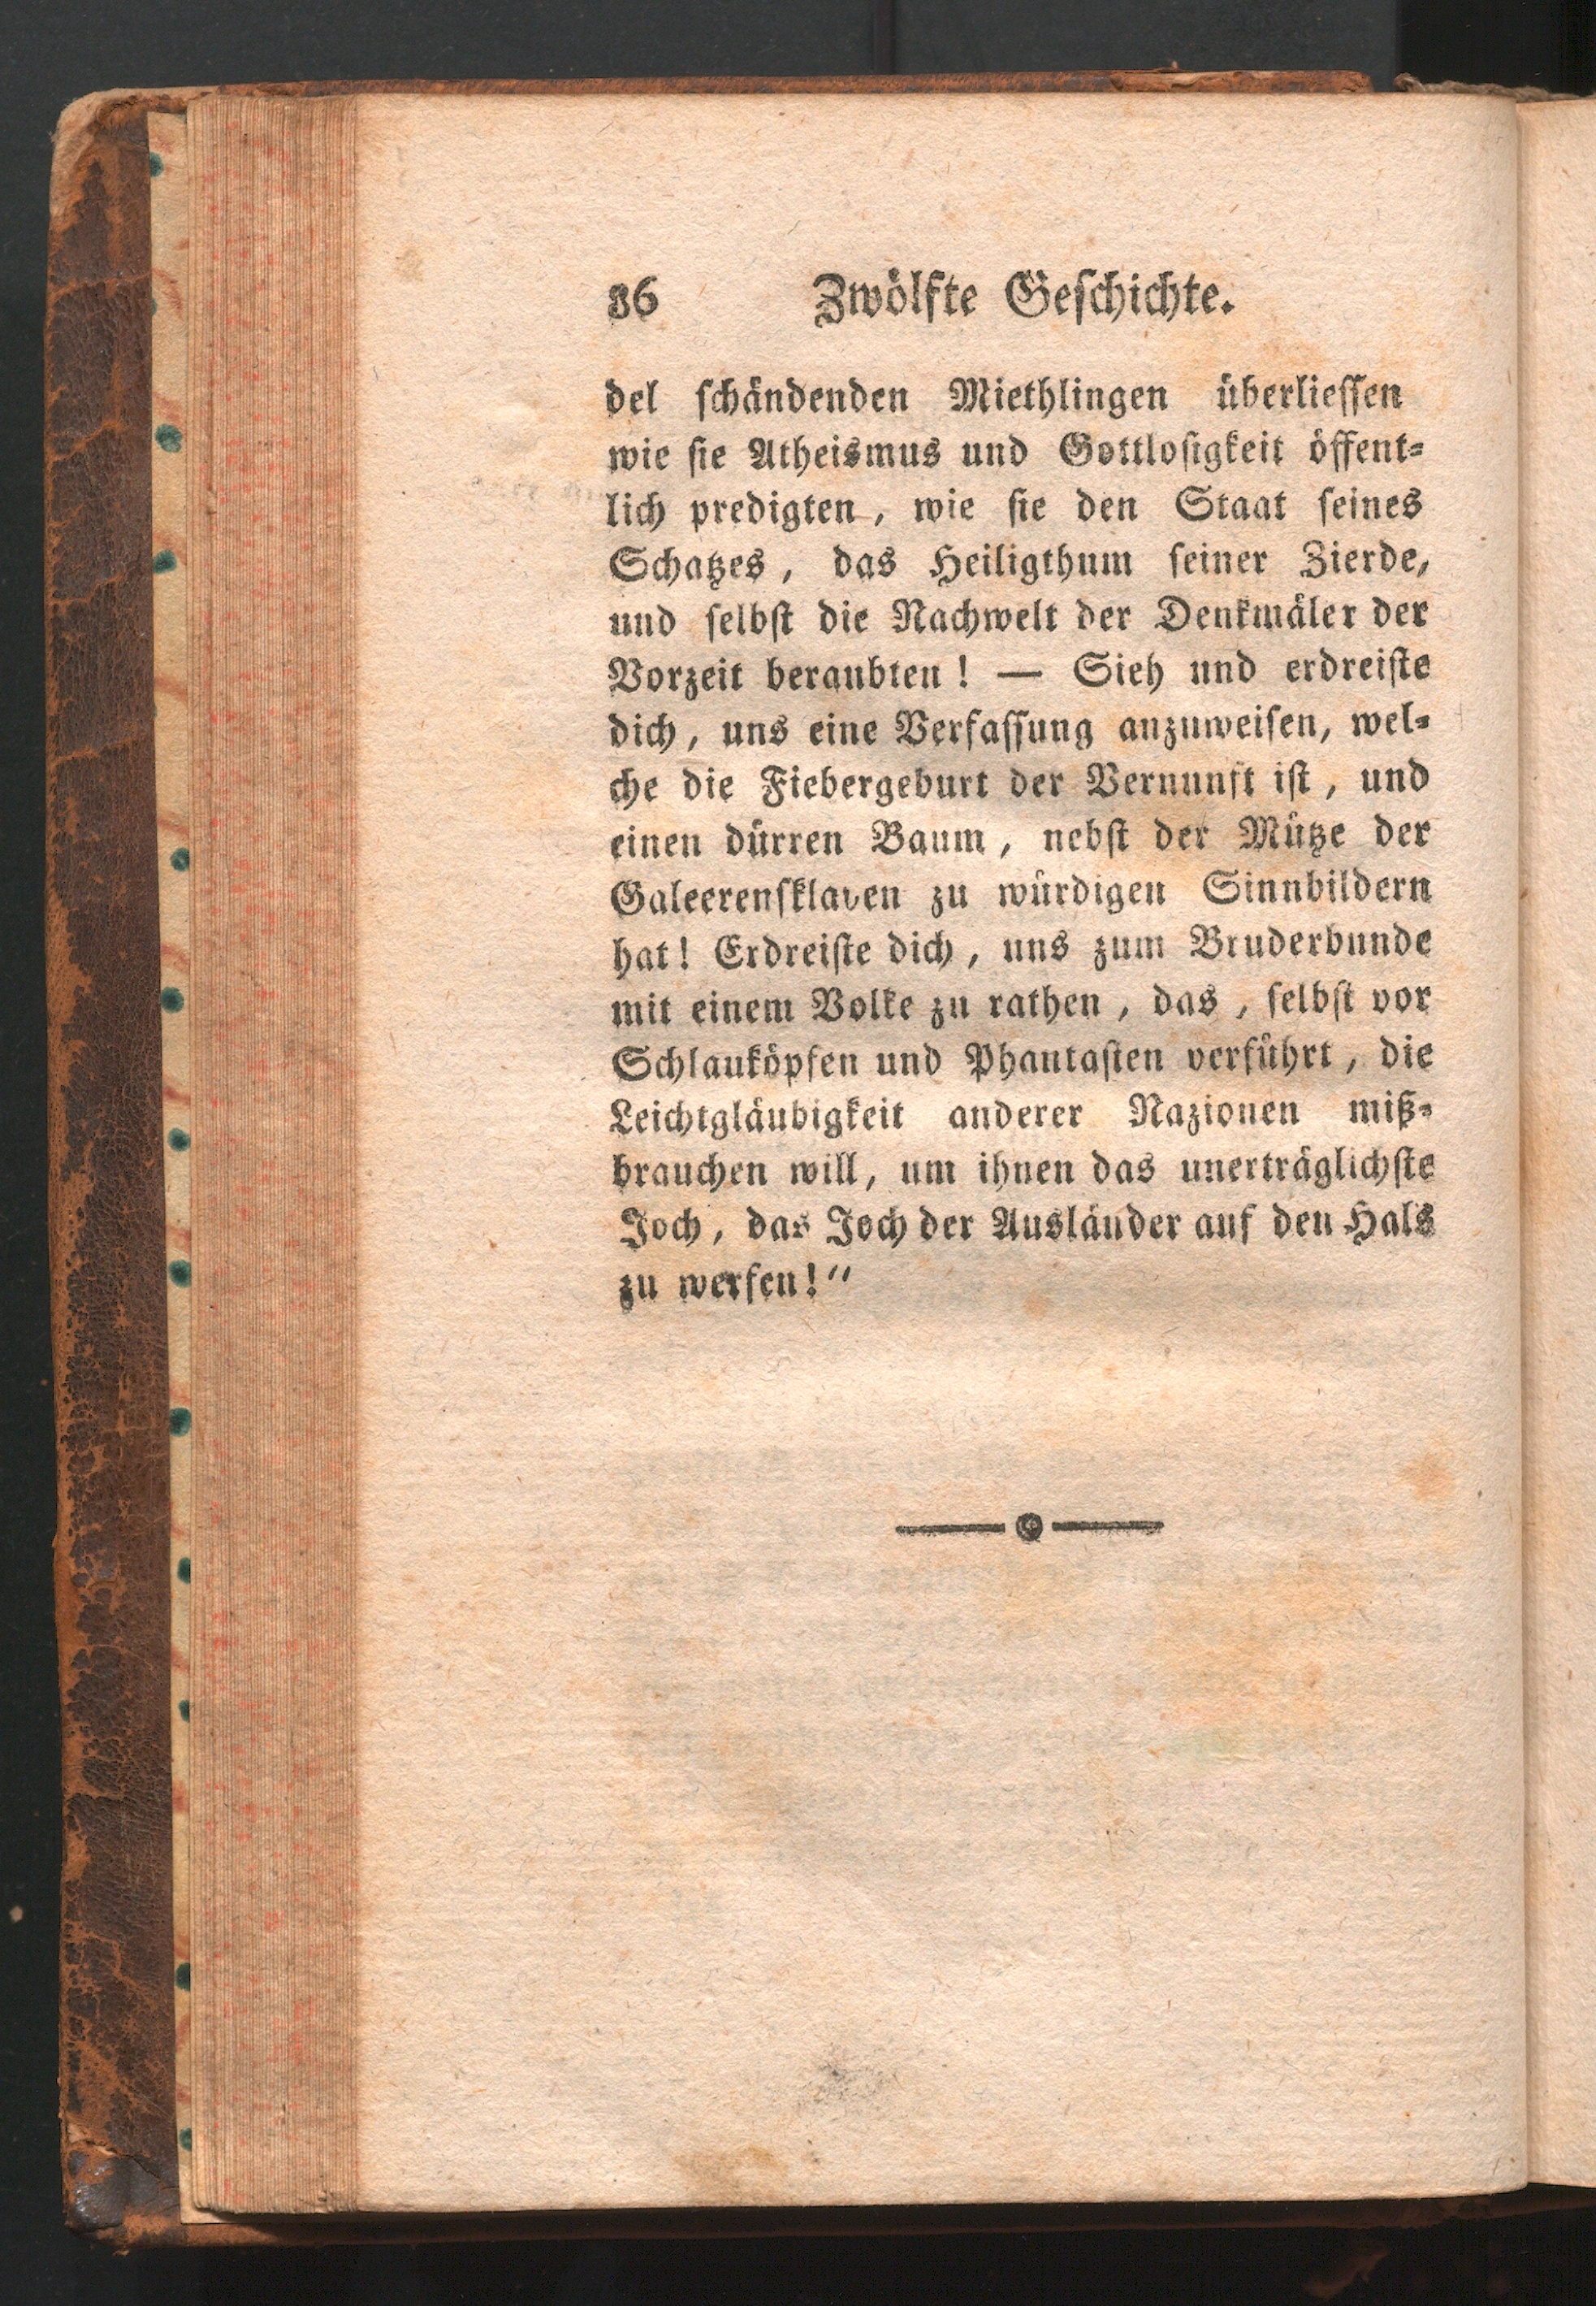 86 Zwölfte Geschichte.
del schändenden Miethlingen überliessen
wie sie Atheismus und Gottlosigkeit öffent-
lich predigten, wie sie den Staat seines
Schatzes, das Heiligthum seiner Zierde,
und selbst die Nachwelt der Denkmäler der
Vorzeit beraubten! — Sieh und erdreiste
dich, uns eine Verfassung anzuweisen, wel-
che die Fiebergeburt der Vernunft ist, und
einen dürren Baum, nebst der Mütze der
Galeerensklaven zu würdigen Sinnbildern
hat! Erdreiste dich, uns zum Bruderbunde
mit einem Volke zu rathen, das, selbst vor
Schlauköpfen und Phantasten verführt, die
Leichtgläubigkeit anderer Nazionen miß-
brauchen will, um ihnen das unerträglichste
Joch, das Joch der Ausländer auf den Hals
zu werfen!“